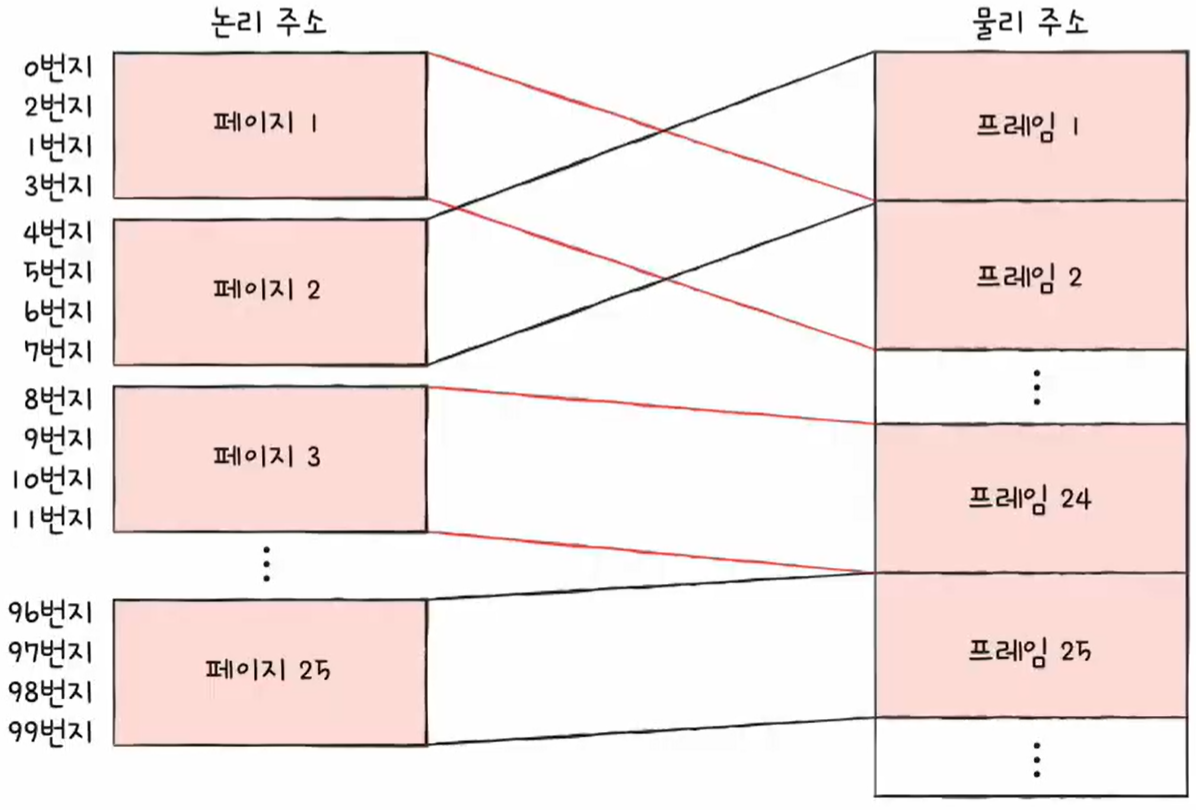 논리 주소
0번지
2번지
1번지
3번지
페이지 1
4번지
5번지
6번지
7번지
페이지 2
8번지
9번지
10번지
11번지
페이지 3
96번지
97번지
98번지
99번지
페이지 25
물리 주소
프레임 1
프레임 2
프레임 24
프레임 25